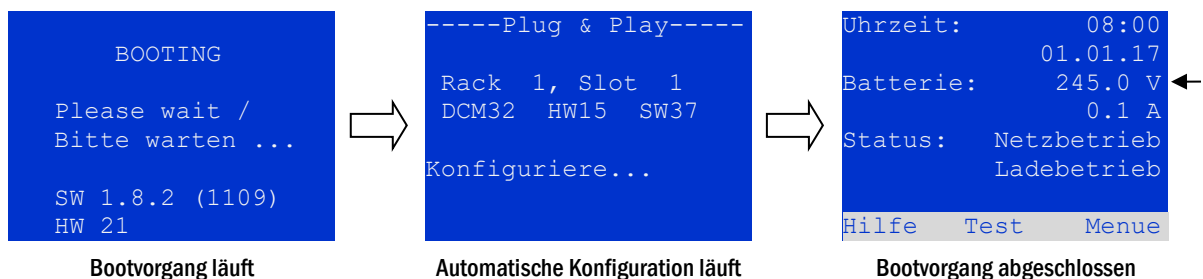 BOOTING
Please wait /
Bitte warten ...
SW 1.8.2 (1109)
HW 21
Bootvorgang läuft
-----Plug & Play-----
Rack 1, Slot 1
DCM32 HW15 SW37
Konfiguriere...
Automatische Konfiguration läuft
Uhrzeit: 08:00
01.01.17
Batterie: 245.0 V
0.1 A
Status: Netzbetrieb
Ladebetrieb
Hilfe Test Menue
Bootvorgang abgeschlossen